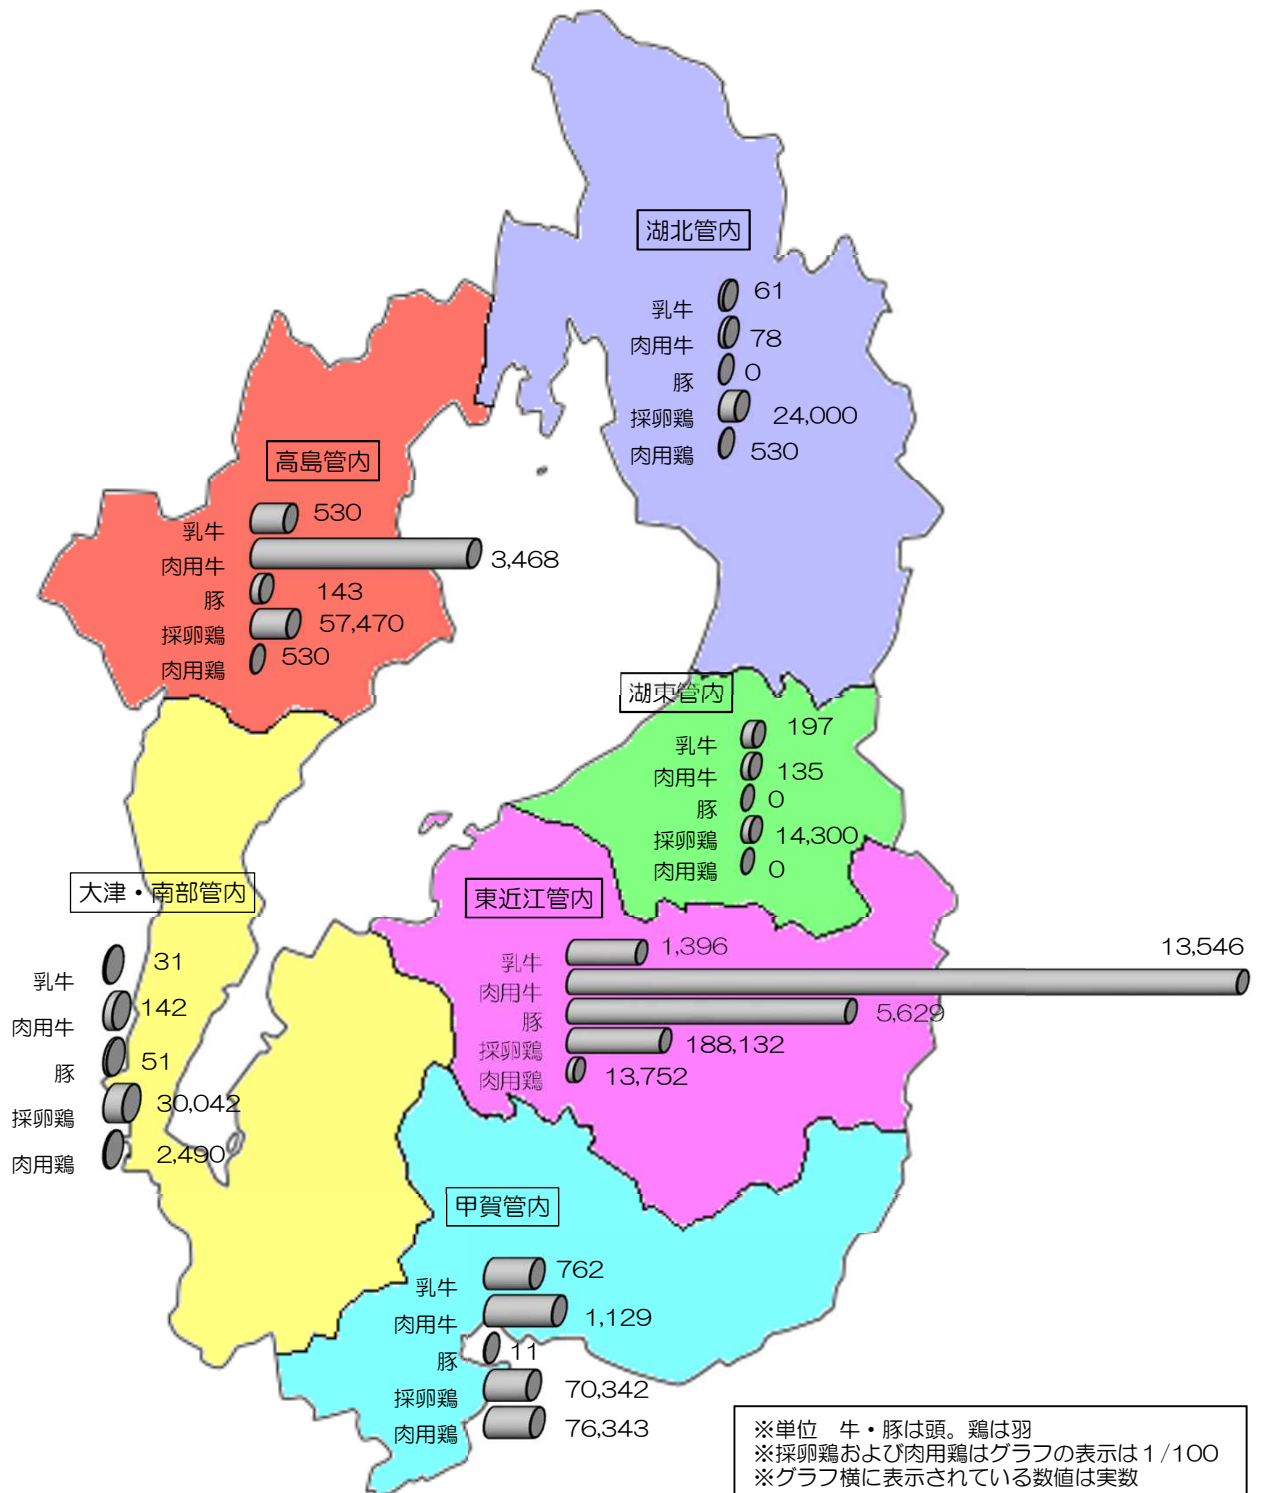 湖北管内
乳牛 61
肉用牛 78
豚 0
採卵鶏 24,000
肉用鶏 530
高島管内
乳牛 530
肉用牛 3,468
豚 143
採卵鶏 57,470
肉用鶏 530
湖東管内
乳牛 197
肉用牛 135
豚 0
採卵鶏 14,300
肉用鶏 0
大津・南部管内
乳牛 31
肉用牛 142
豚 51
採卵鶏 30,042
肉用鶏 2,490
東近江管内
乳牛 1,396
肉用牛 13,546
豚 5,629
採卵鶏 188,132
肉用鶏 13,752
甲賀管内
乳牛 762
肉用牛 1,129
豚 11
採卵鶏 70,342
肉用鶏 76,343
※単位　牛・豚は頭。鶏は羽
※採卵鶏および肉用鶏はグラフの表示は1/100
※グラフ横に表示されている数値は実数